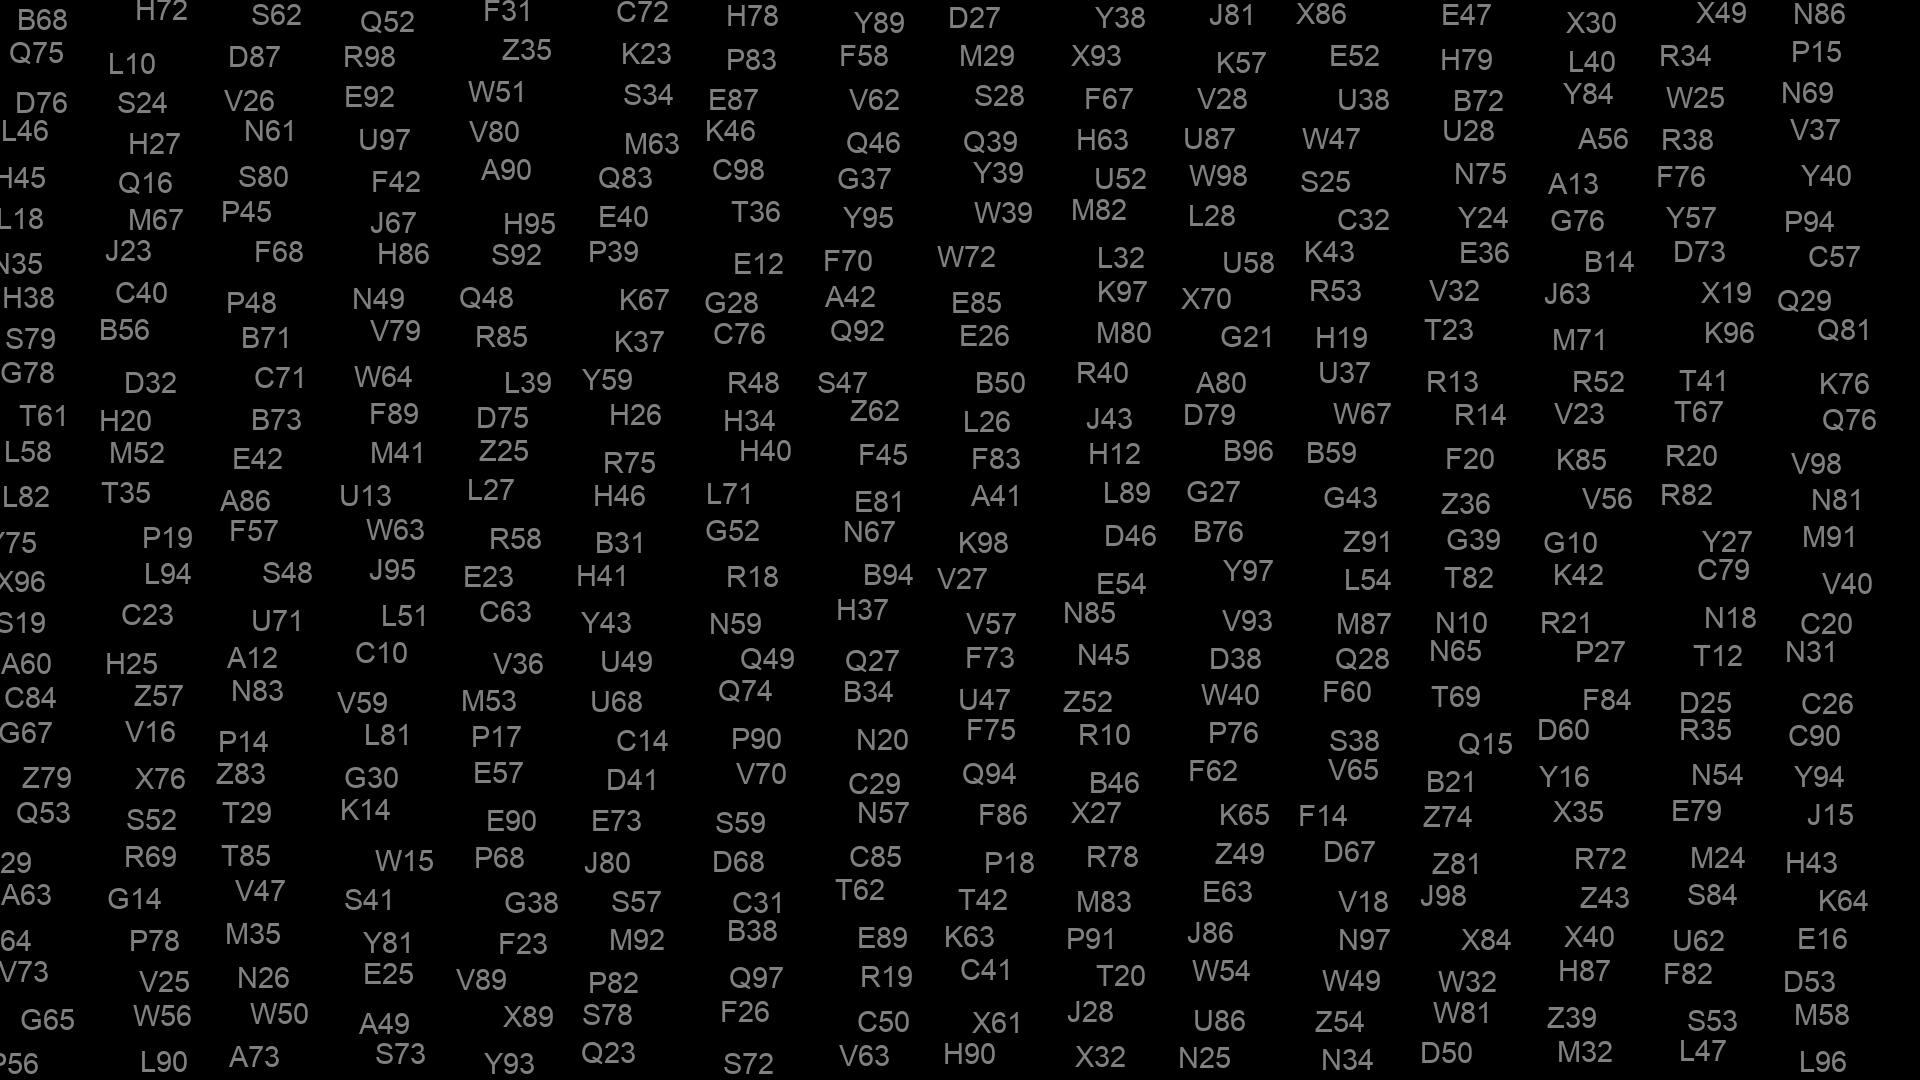 B68 H72 S62 Q52 F31 C72 H78 Y89 D27 Y38 J81 X86 E47 X30 X49 N86
Q75 L10 D87 R98 Z35 K23 P83 F58 M29 X93 K57 E52 H79 L40 R34 P15
D76 S24 V26 E92 W51 S34 E87 V62 S28 F67 V28 U38 B72 Y84 W25 N69
L46 H27 N61 U97 V80 M63 K46 Q46 Q39 H63 U87 W47 U28 A56 R38 V37
H45 Q16 S80 F42 A90 Q83 C98 G37 Y39 U52 W98 S25 N75 A13 F76 Y40
L18 M67 P45 J67 H95 E40 T36 Y95 W39 M82 L28 C32 Y24 G76 Y57 P94
N35 J23 F68 H86 S92 P39 E12 F70 W72 L32 U58 K43 E36 B14 D73 C57
H38 C40 P48 N49 Q48 K67 G28 A42 E85 K97 X70 R53 V32 J63 X19 Q29
S79 B56 B71 V79 R85 K37 C76 Q92 E26 M80 G21 H19 T23 M71 K96 Q81
G78 D32 C71 W64 L39 Y59 R48 S47 B50 R40 A80 U37 R13 R52 T41 K76
T61 H20 B73 F89 D75 H26 H34 Z62 L26 J43 D79 W67 R14 V23 T67 Q76
L58 M52 E42 M41 Z25 R75 H40 F45 F83 H12 B96 B59 F20 K85 R20 V98
L82 T35 A86 U13 L27 H46 L71 E81 A41 L89 G27 G43 Z36 V56 R82 N81
Y75 P19 F57 W63 R58 B31 G52 N67 K98 D46 B76 Z91 G39 G10 Y27 M91
X96 L94 S48 J95 E23 H41 R18 B94 V27 E54 Y97 L54 T82 K42 C79 V40
S19 C23 U71 L51 C63 Y43 N59 H37 V57 N85 V93 M87 N10 R21 N18 C20
A60 H25 A12 C10 V36 U49 Q49 Q27 F73 N45 D38 Q28 N65 P27 T12 N31
C84 Z57 N83 V59 M53 U68 Q74 B34 U47 Z52 W40 F60 T69 F84 D25 C26
G67 V16 P14 L81 P17 C14 P90 N20 F75 R10 P76 S38 Q15 D60 R35 C90
Z79 X76 Z83 G30 E57 D41 V70 C29 Q94 B46 F62 V65 B21 Y16 N54 Y94
Q53 S52 T29 K14 E90 E73 S59 N57 F86 X27 K65 F14 Z74 X35 E79 J15
29 R69 T85 W15 P68 J80 D68 C85 P18 R78 Z49 D67 Z81 R72 M24 H43
A63 G14 V47 S41 G38 S57 C31 T62 T42 M83 E63 V18 J98 Z43 S84 K64
64 P78 M35 Y81 F23 M92 B38 E89 K63 P91 J86 N97 X84 X40 U62 E16
V73 V25 N26 E25 V89 P82 Q97 R19 C41 T20 W54 W49 W32 H87 F82 D53
G65 W56 W50 A49 X89 S78 F26 C50 X61 J28 U86 Z54 W81 Z39 S53 M58
P56 L90 A73 S73 Y93 Q23 S72 V63 H90 X32 N25 N34 D50 M32 L47 L96